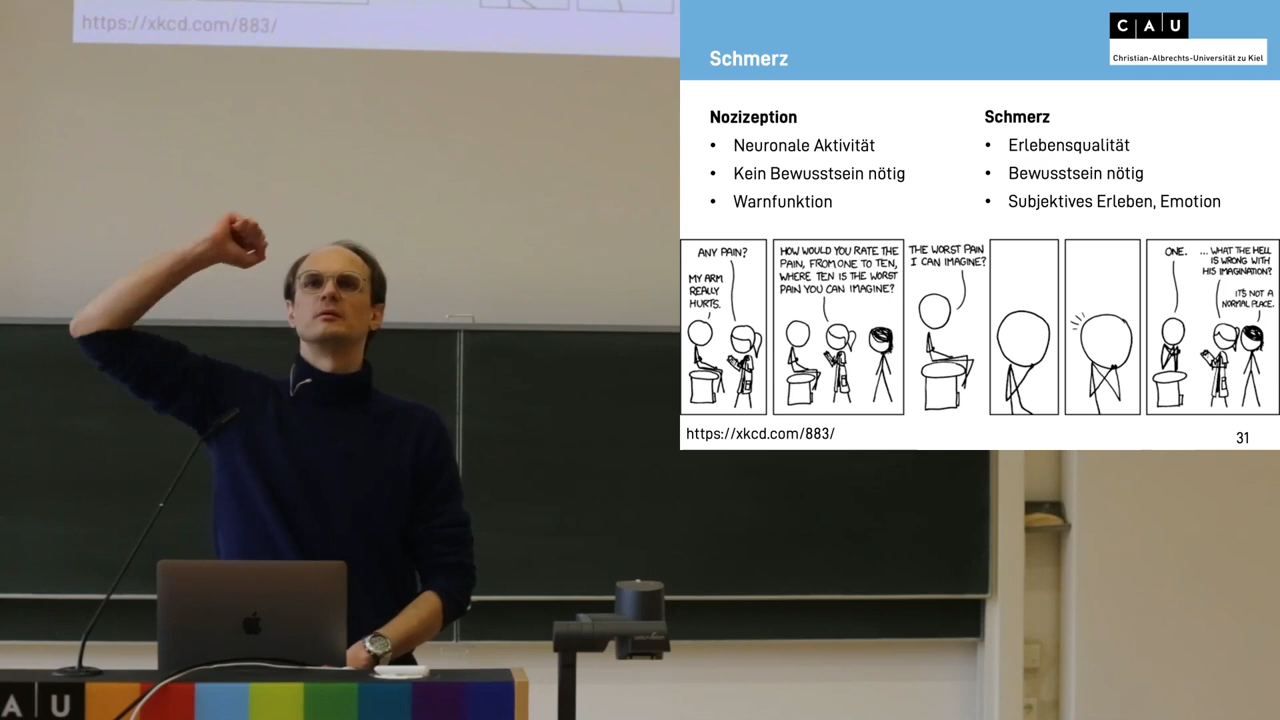 https://xkcd.com/883/
CAU
Christian-Albrechts-Universität zu Kiel
Schmerz
Nozizeption
• Neuronale Aktivität
• Kein Bewusstsein nötig
• Warnfunktion
Schmerz
• Erlebensqualität
• Bewusstsein nötig
• Subjektives Erleben, Emotion
ANY PAIN?
MY ARM
REALLY
HURTS.
HOW WOULD YOU RATE THE
PAIN, FROM ONE TO TEN,
WHERE TEN IS THE WORST
PAIN YOU CAN IMAGINE?
THE WORST PAIN
I CAN IMAGINE?
ONE.
... WHAT THE HELL
IS WRONG WITH
HIS IMAGINATION?
IT'S NOT A
NORMAL PLACE.
https://xkcd.com/883/
31
AU